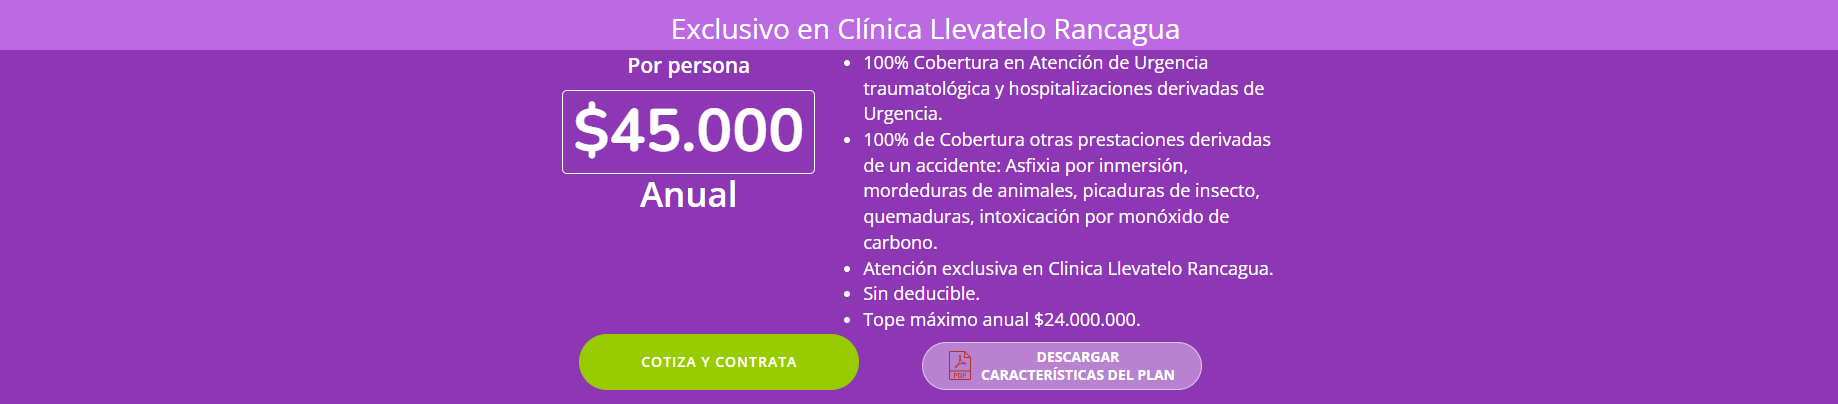 Exclusivo en Clínica Llevatelo Rancagua
Por persona
$45.000
Anual
• 100% Cobertura en Atención de Urgencia
traumatológica y hospitalizaciones derivadas de
Urgencia.
• 100% de Cobertura otras prestaciones derivadas
de un accidente: Asfixia por inmersión,
mordeduras de animales, picaduras de insecto,
quemaduras, intoxicación por monóxido de
carbono.
• Atención exclusiva en Clinica Llevatelo Rancagua.
• Sin deducible.
• Tope máximo anual $24.000.000.
COTIZA Y CONTRATA
PDF
DESCARGAR
CARACTERÍSTICAS DEL PLAN